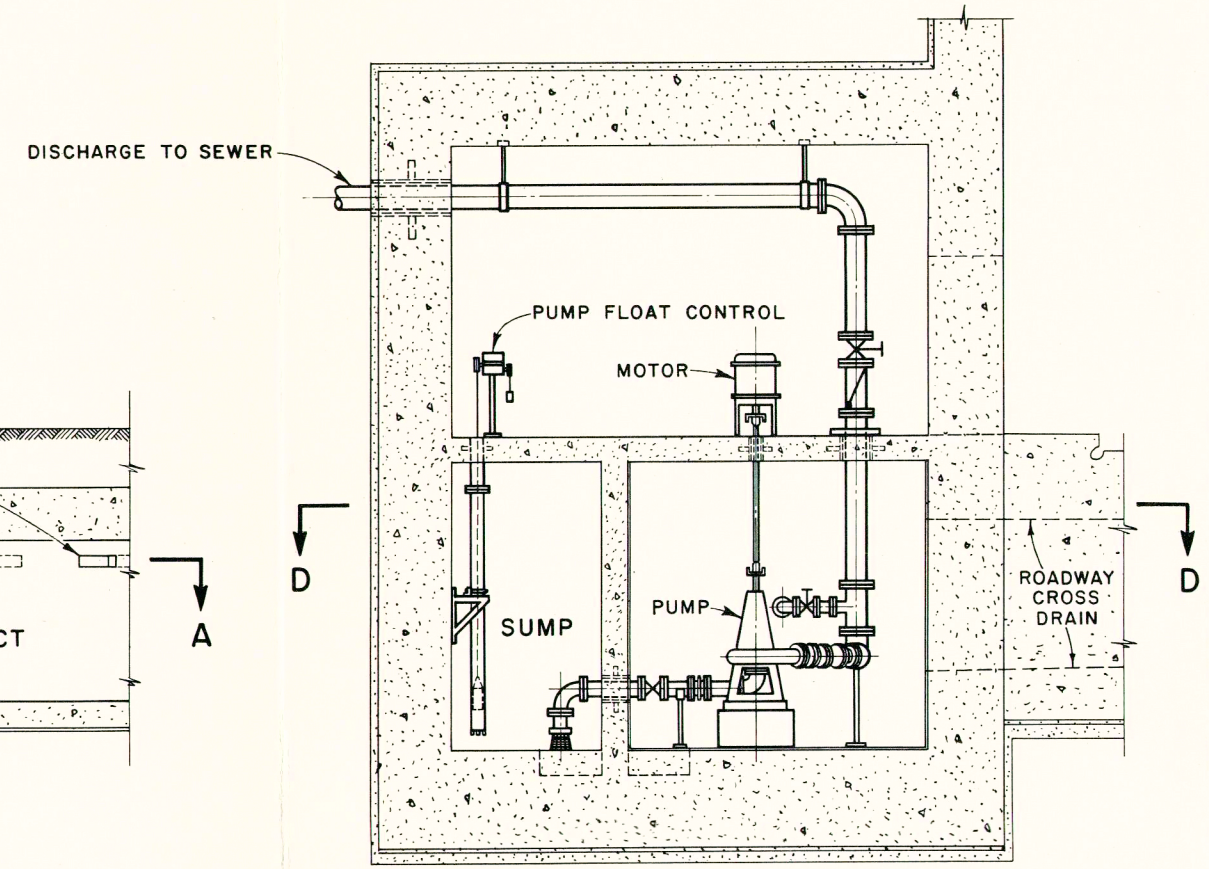 DISCHARGE TO SEWER
PUMP FLOAT CONTROL
MOTOR
D
D
ROADWAY
CROSS
DRAIN
PUMP
SUMP
A
CT